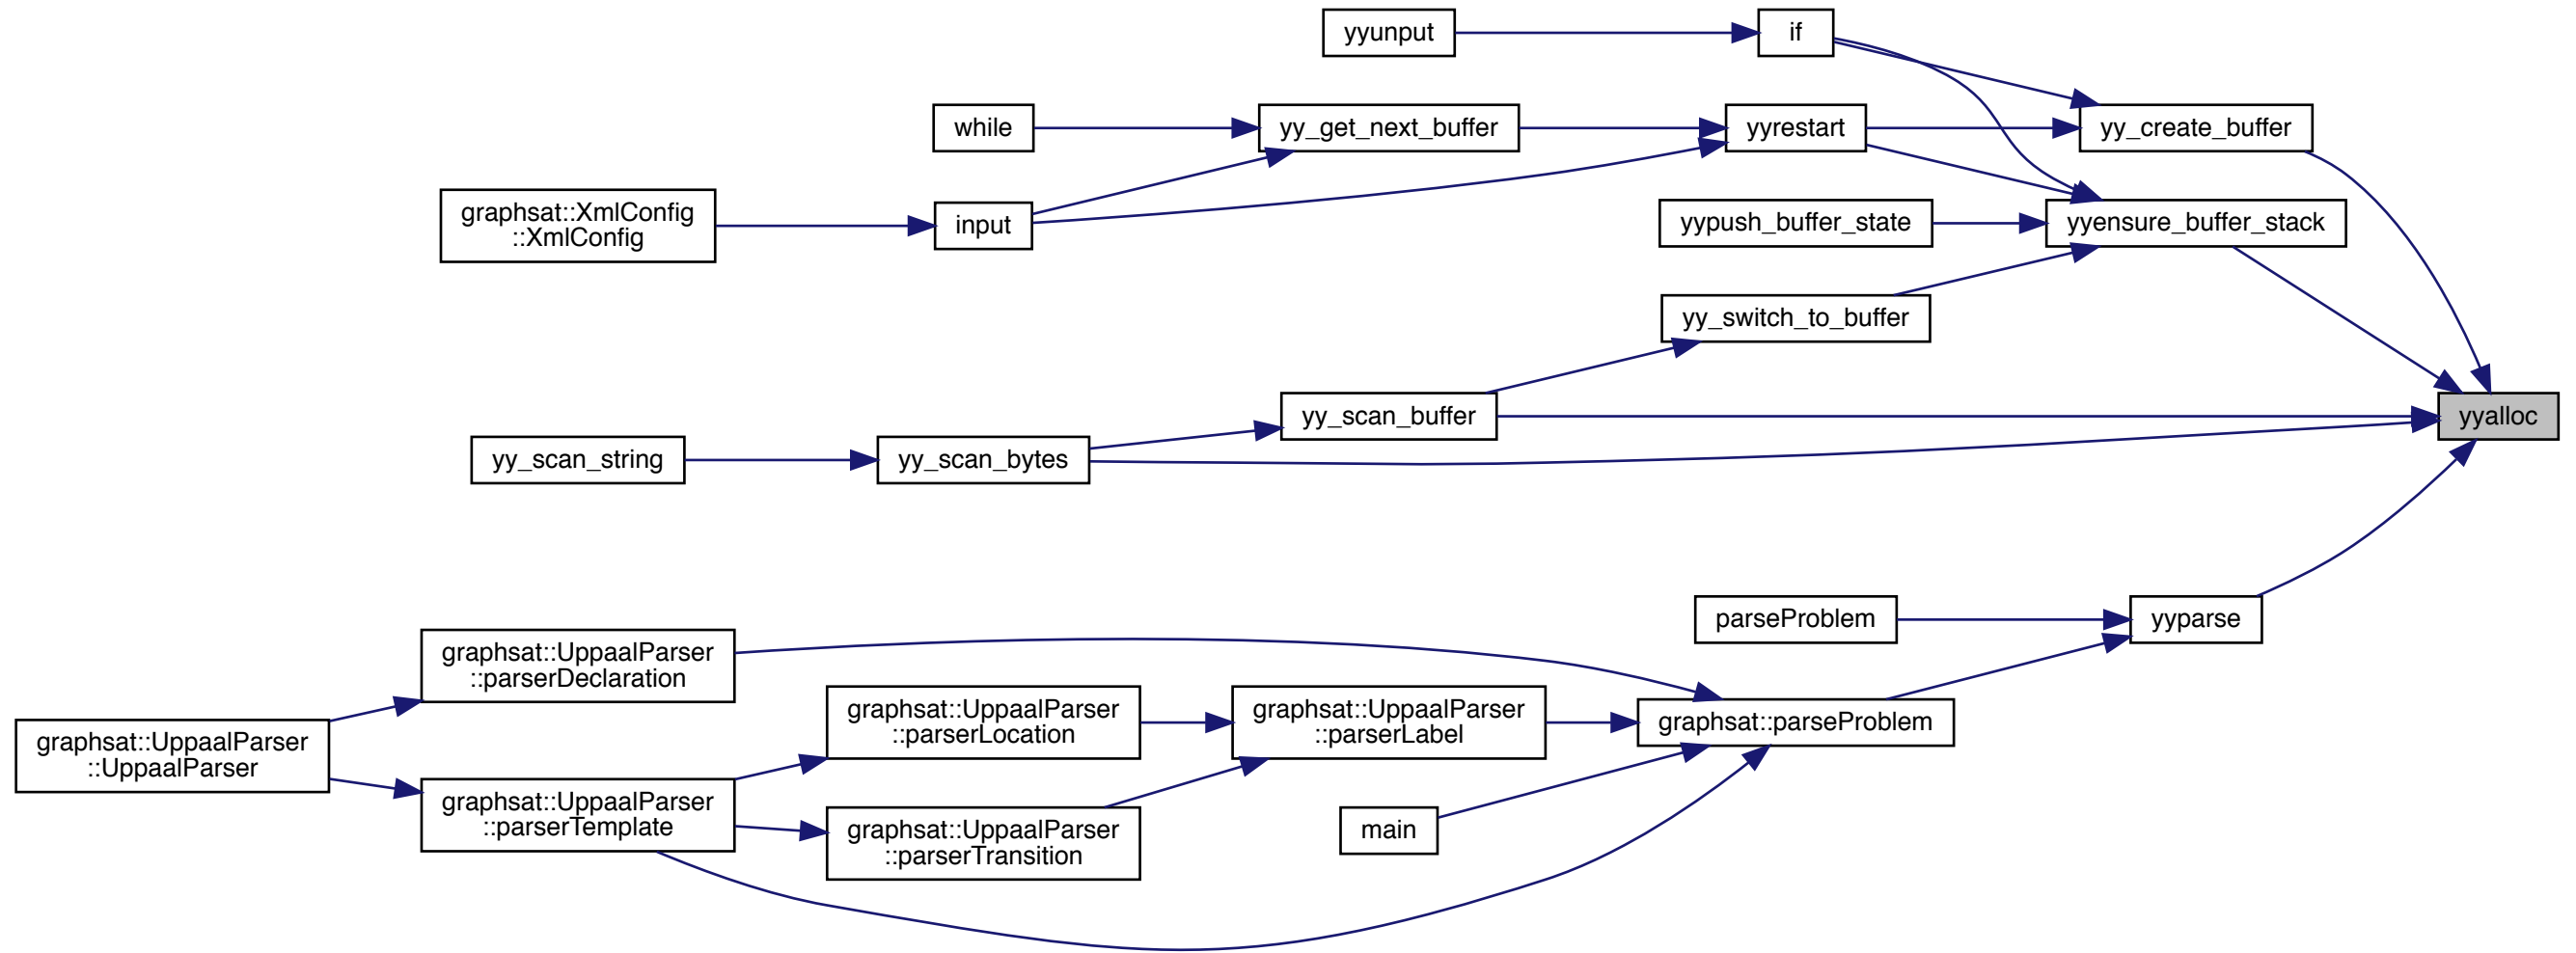 yyunput
if
while
yy_get_next_buffer
yyrestart
yy_create_buffer
graphsat::XmlConfig
::XmlConfig
input
yypush_buffer_state
yyensure_buffer_stack
yy_switch_to_buffer
yy_scan_buffer
yyalloc
yy_scan_string
yy_scan_bytes
parseProblem
yyparse
graphsat::UppaalParser
::parserDeclaration
graphsat::UppaalParser
::UppaalParser
graphsat::UppaalParser
::parserLocation
graphsat::UppaalParser
::parserLabel
graphsat::parseProblem
graphsat::UppaalParser
::parserTemplate
graphsat::UppaalParser
::parserTransition
main